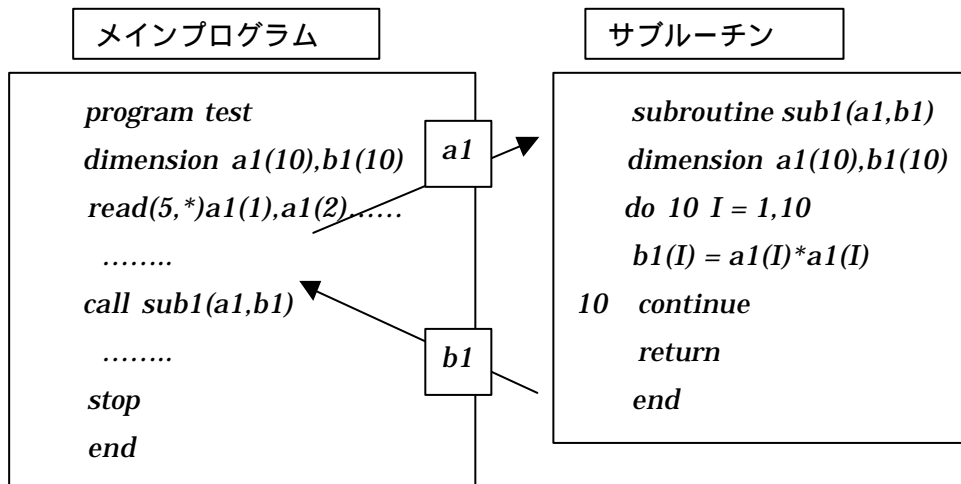 メインプログラム
program test
dimension a1(10),b1(10)
read(5,*)a1(1),a1(2)……
……..
call sub1(a1,b1)
……..
stop
end
a1
b1
サブルーチン
subroutine sub1(a1,b1)
dimension a1(10),b1(10)
do 10 I = 1,10
b1(I) = a1(I)*a1(I)
10 continue
return
end